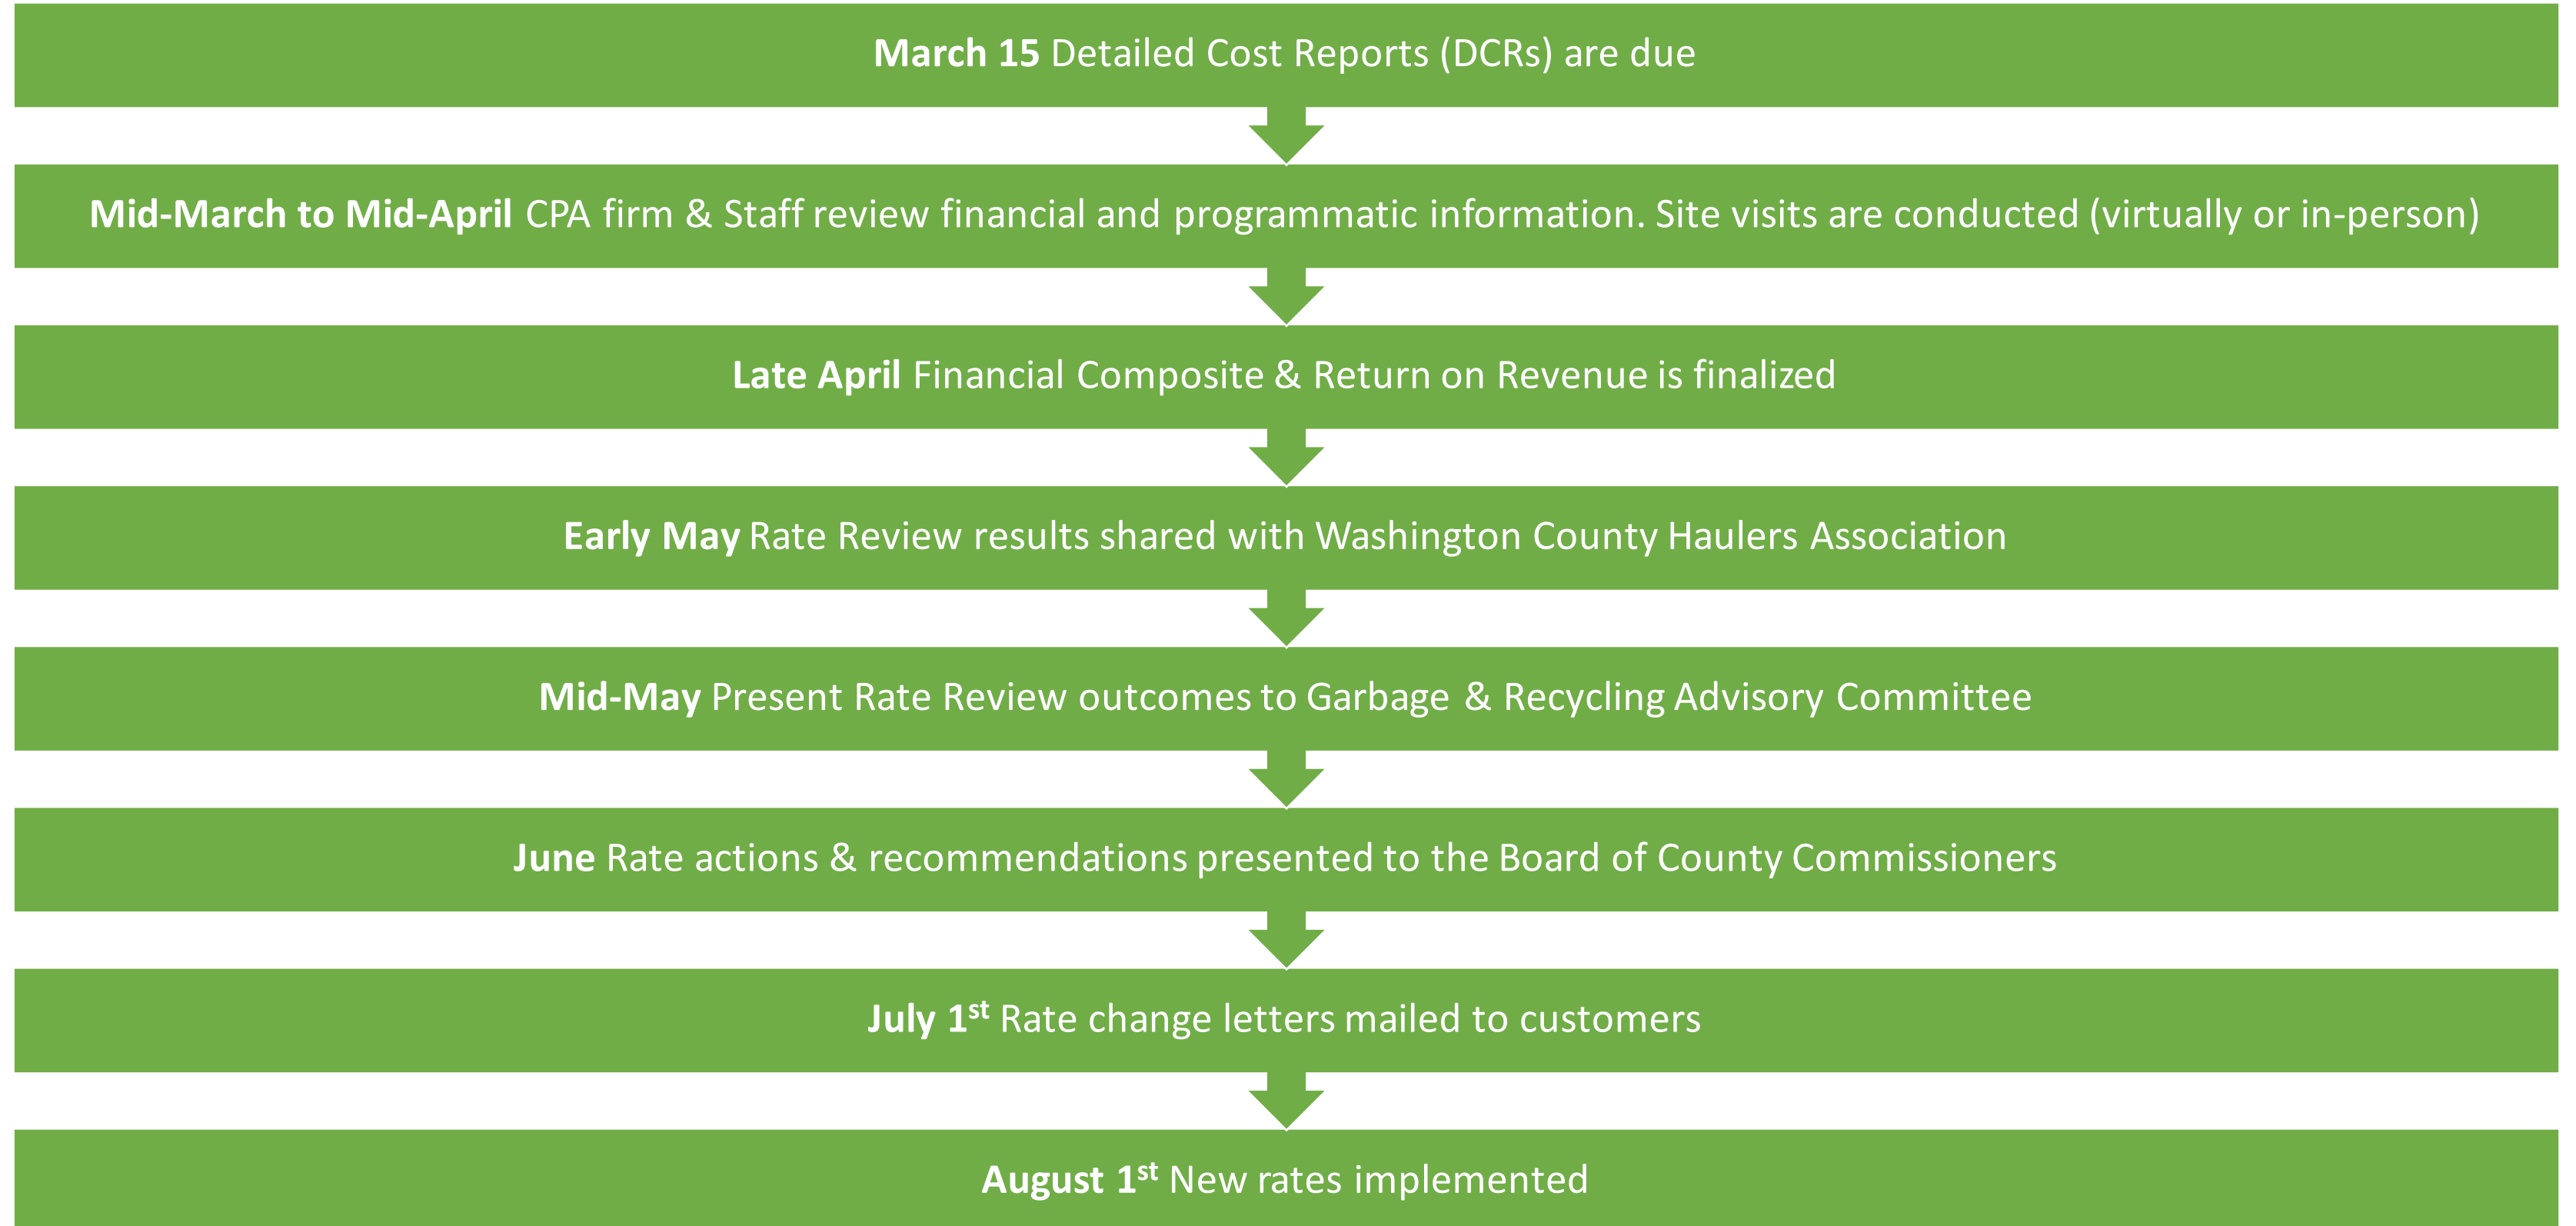 March 15 Detailed Cost Reports (DCRs) are due
Mid-March to Mid-April CPA firm & Staff review financial and programmatic information. Site visits are conducted (virtually or in-person)
Late April Financial Composite & Return on Revenue is finalized
Early May Rate Review results shared with Washington County Haulers Association
Mid-May Present Rate Review outcomes to Garbage & Recycling Advisory Committee
June Rate actions & recommendations presented to the Board of County Commissioners
July 1st Rate change letters mailed to customers
August 1st New rates implemented